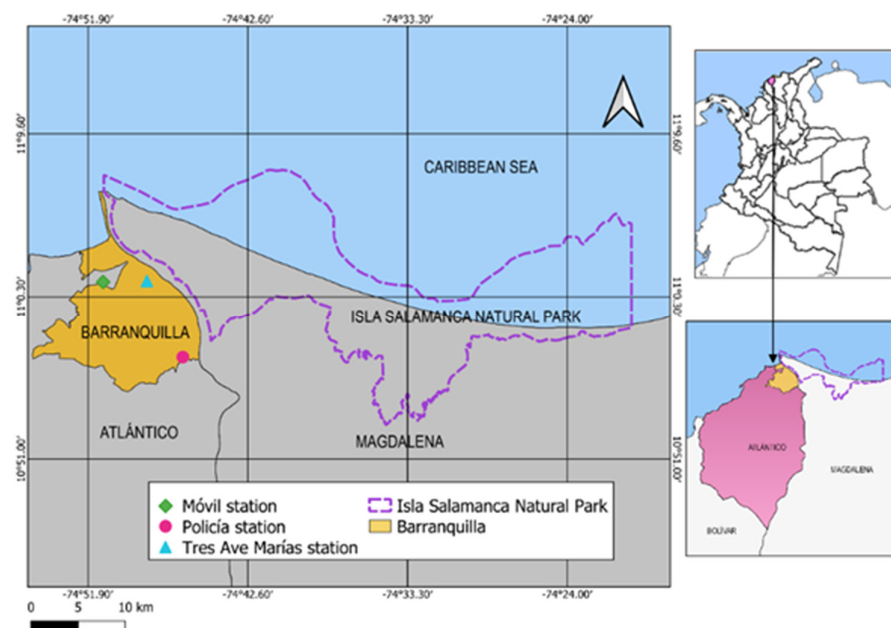 -74°51.90' -74°42.60' -74°33.30' -74°24.00'
11°9.60' 11°9.60'
CARIBBEAN SEA
11°0.30' 11°0.30'
ISLA SALAMANCA NATURAL PARK
BARRANQUILLA
ATLÁNTICO
MAGDALENA
10°51.00' 10°51.00'
Móvil station
Policía station
Tres Ave Marías station
Isla Salamanca Natural Park
Barranquilla
-74°51.90' -74°42.60' -74°33.30' -74°24.00'
0 5 10 km
ATLÁNTICO
MAGDALENA
BOLÍVAR